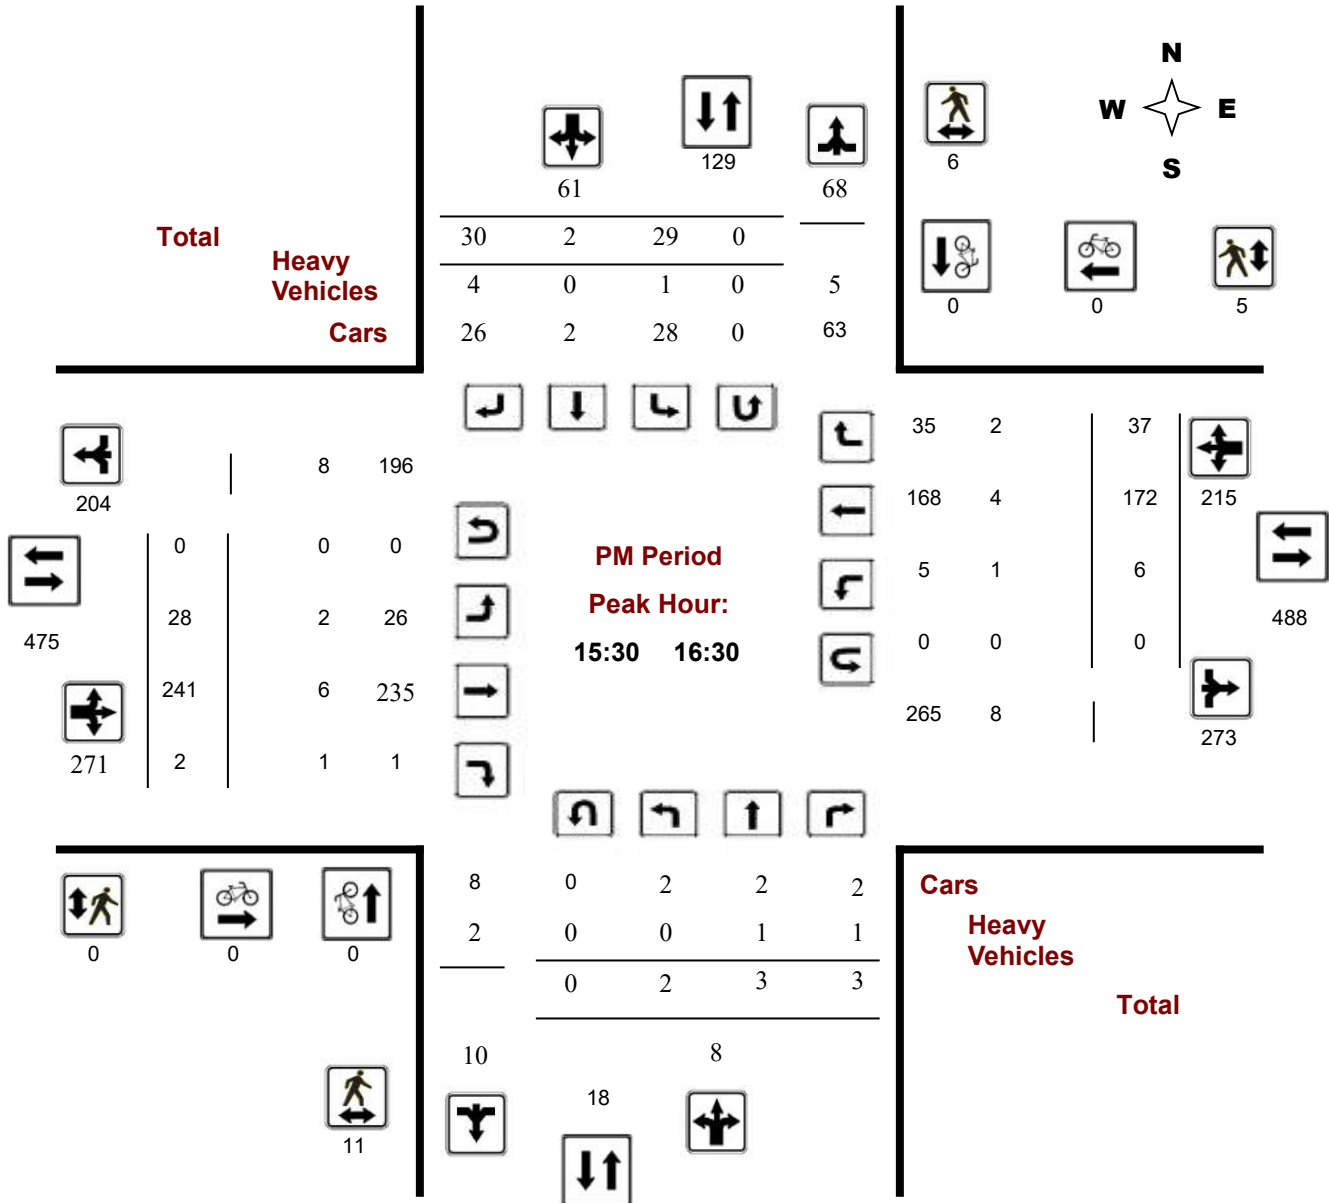 N
W E
S
129
61 68
6
Total 30 2 29 0
Heavy
Vehicles
4 0 1 0 5
0 0 5
Cars 26 2 28 0 63
35 2 37
8 196
204
168 4 172 215
0 0 0
PM Period
5 1 6
Peak Hour:
28 2 26
488
475
15:30 16:30
0 0 0
241 6 235
265 8
273
271 2 1 1
8 0 2 2 2
Cars
2 0 0 1 1
Heavy
Vehicles
0 0 0
0 2 3 3
Total
10 8
18
11